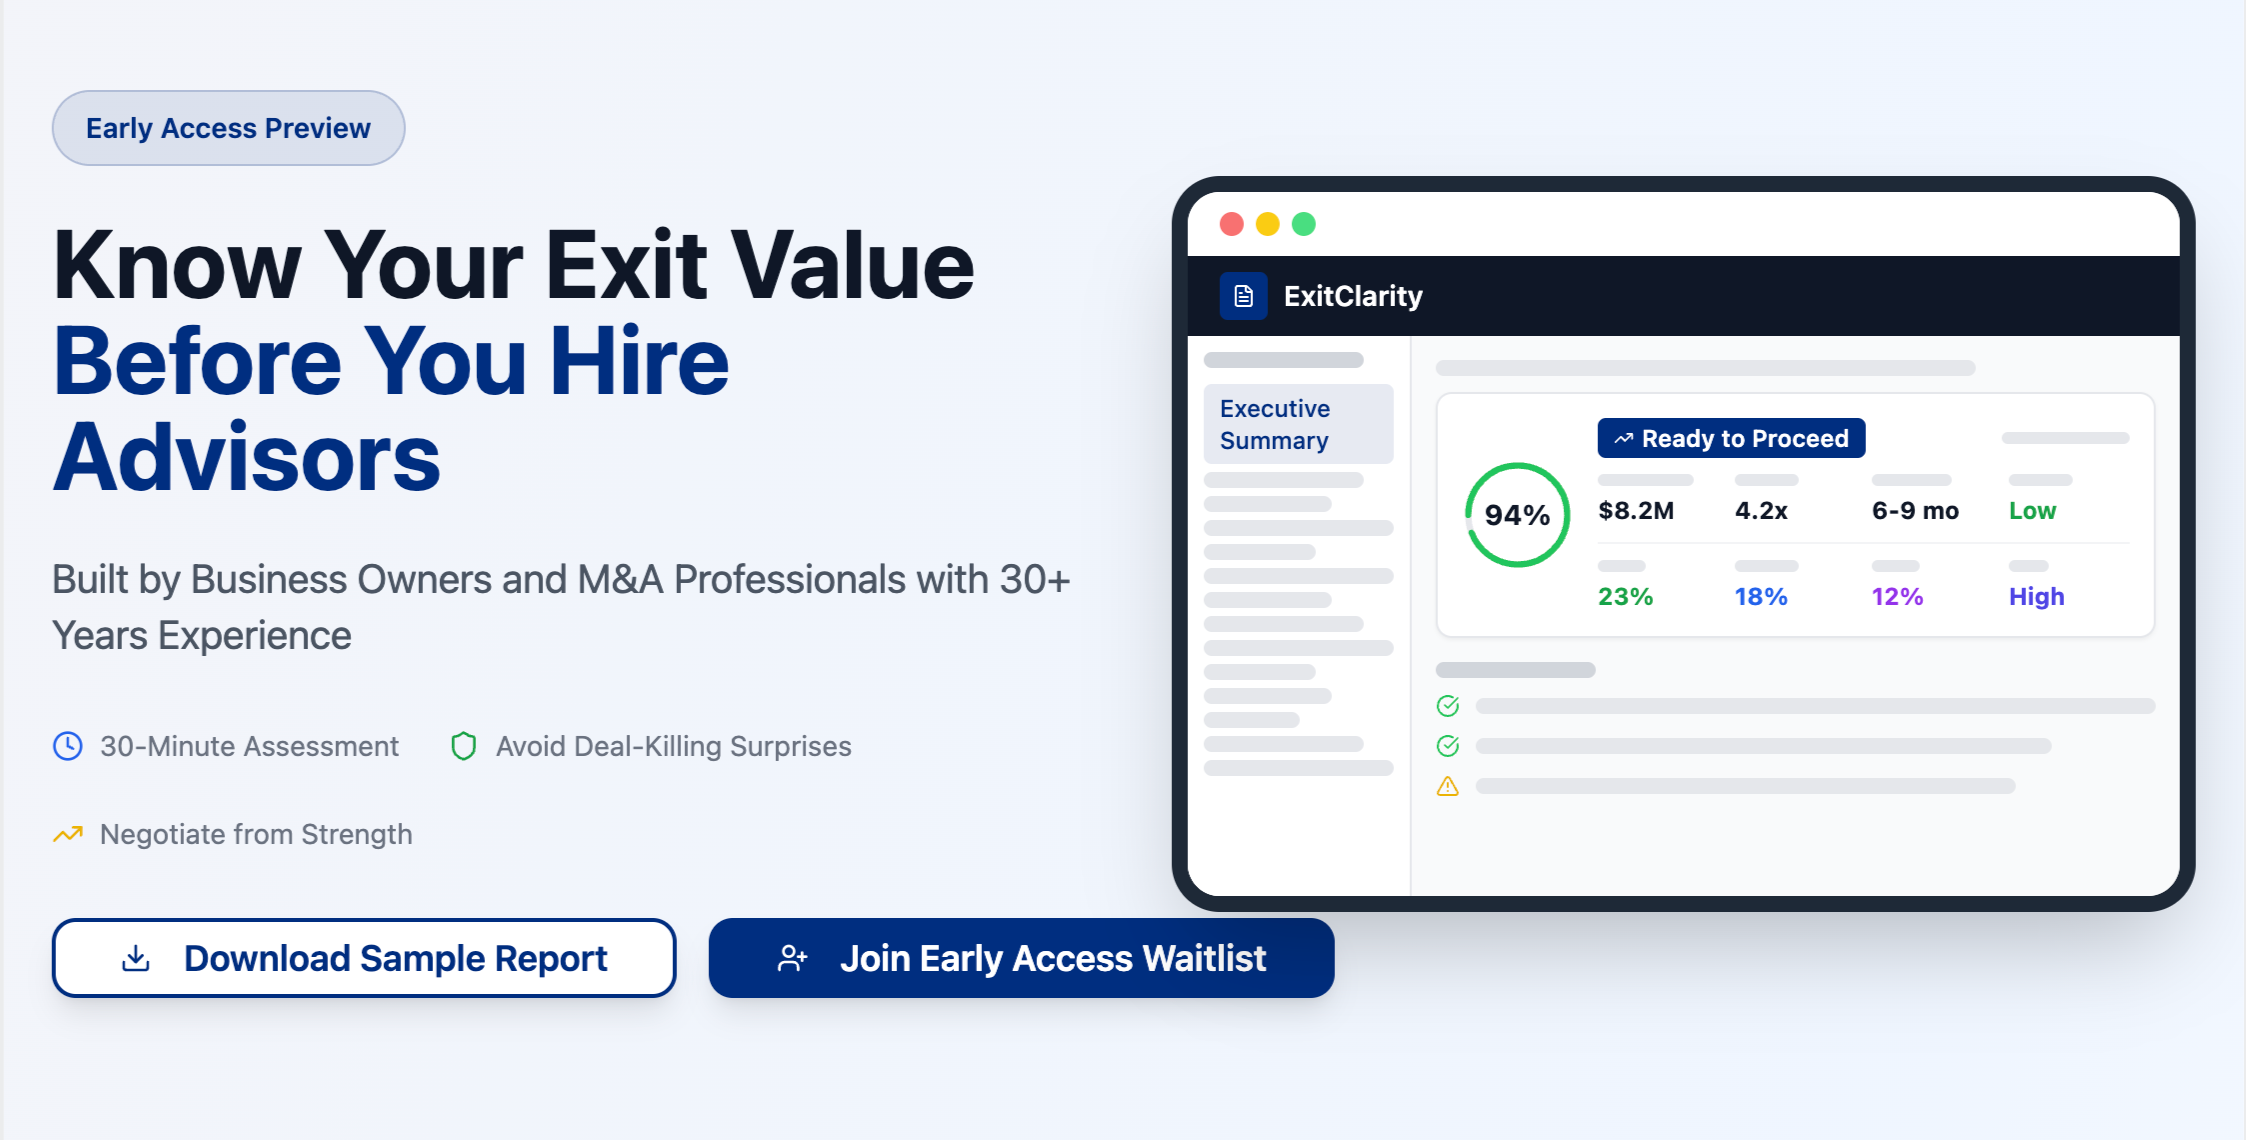 Early Access Preview
Know Your Exit Value
Before You Hire
Advisors
Built by Business Owners and M&A Professionals with 30+
Years Experience
30-Minute Assessment
Avoid Deal-Killing Surprises
Negotiate from Strength
Download Sample Report
Join Early Access Waitlist
ExitClarity
Executive
Summary
Ready to Proceed
94%
$8.2M
4.2x
6-9 mo
Low
23%
18%
12%
High